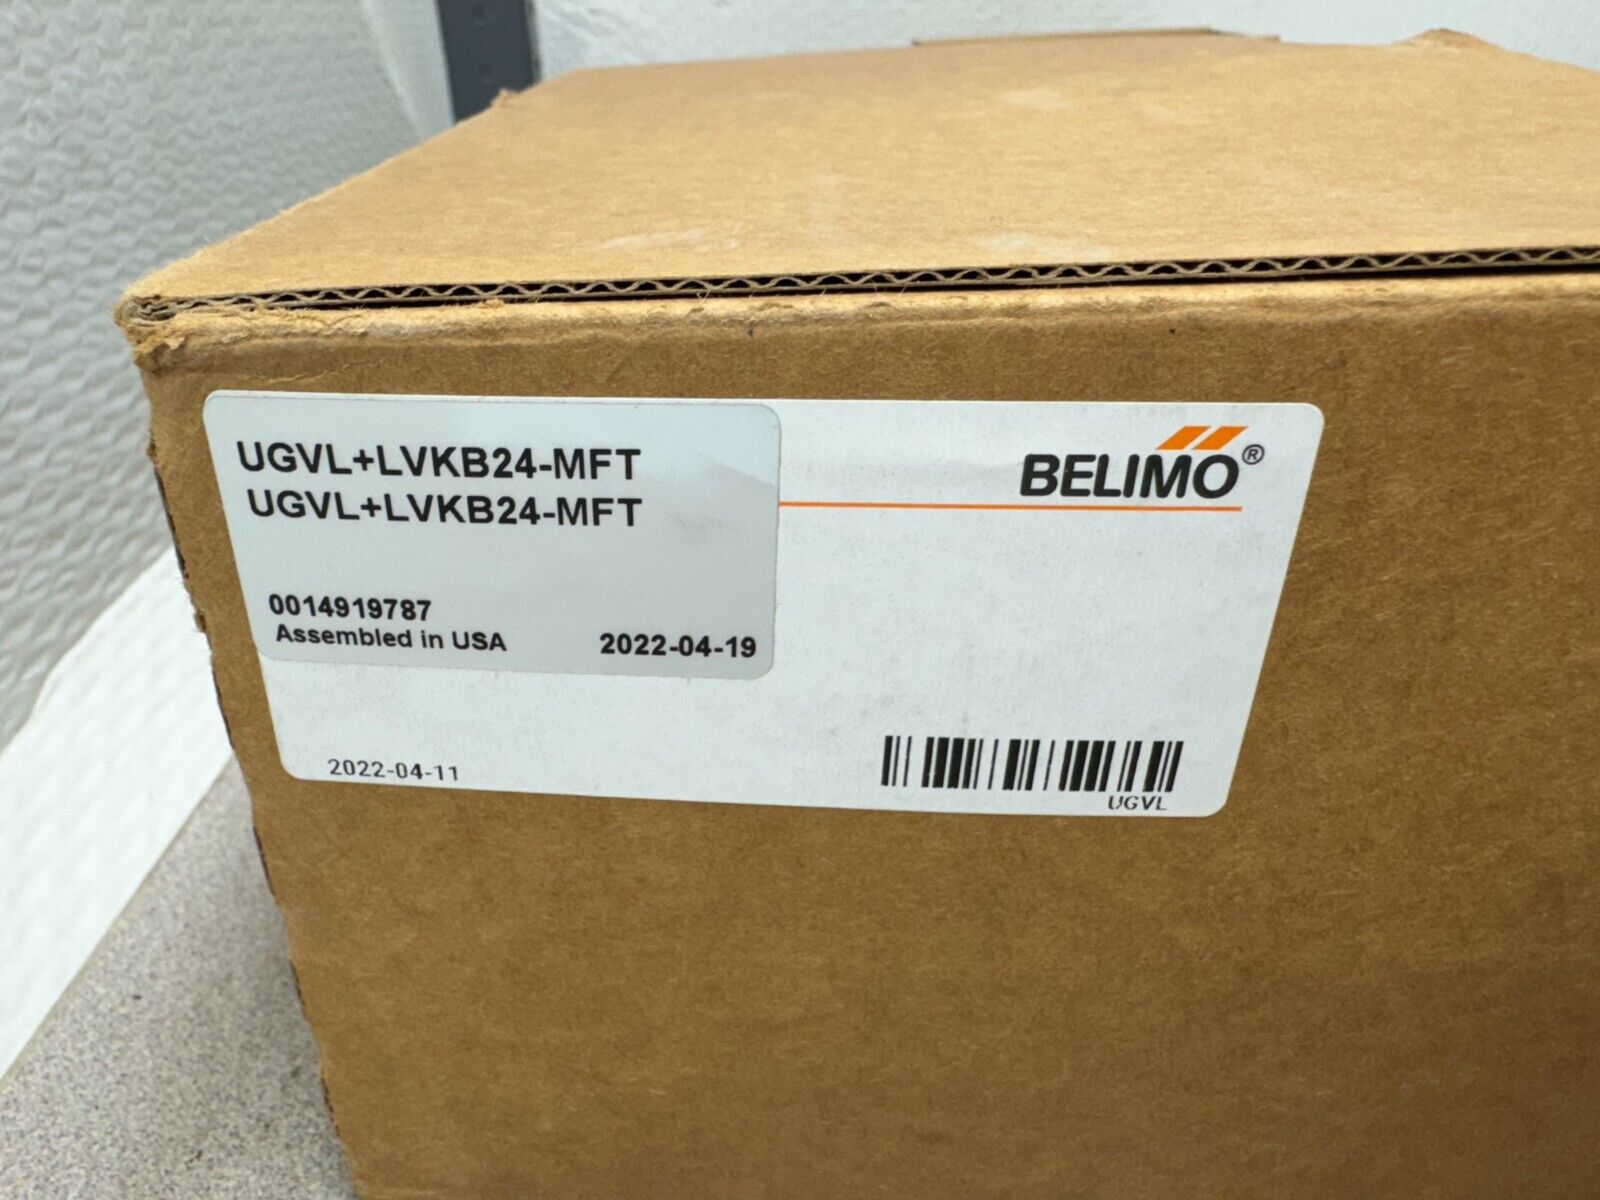 UGVL+LVKB24-MFT
UGVL+LVKB24-MFT
BELIMO®
0014919787
Assembled in USA 2022-04-19
2022-04-11
UGVL